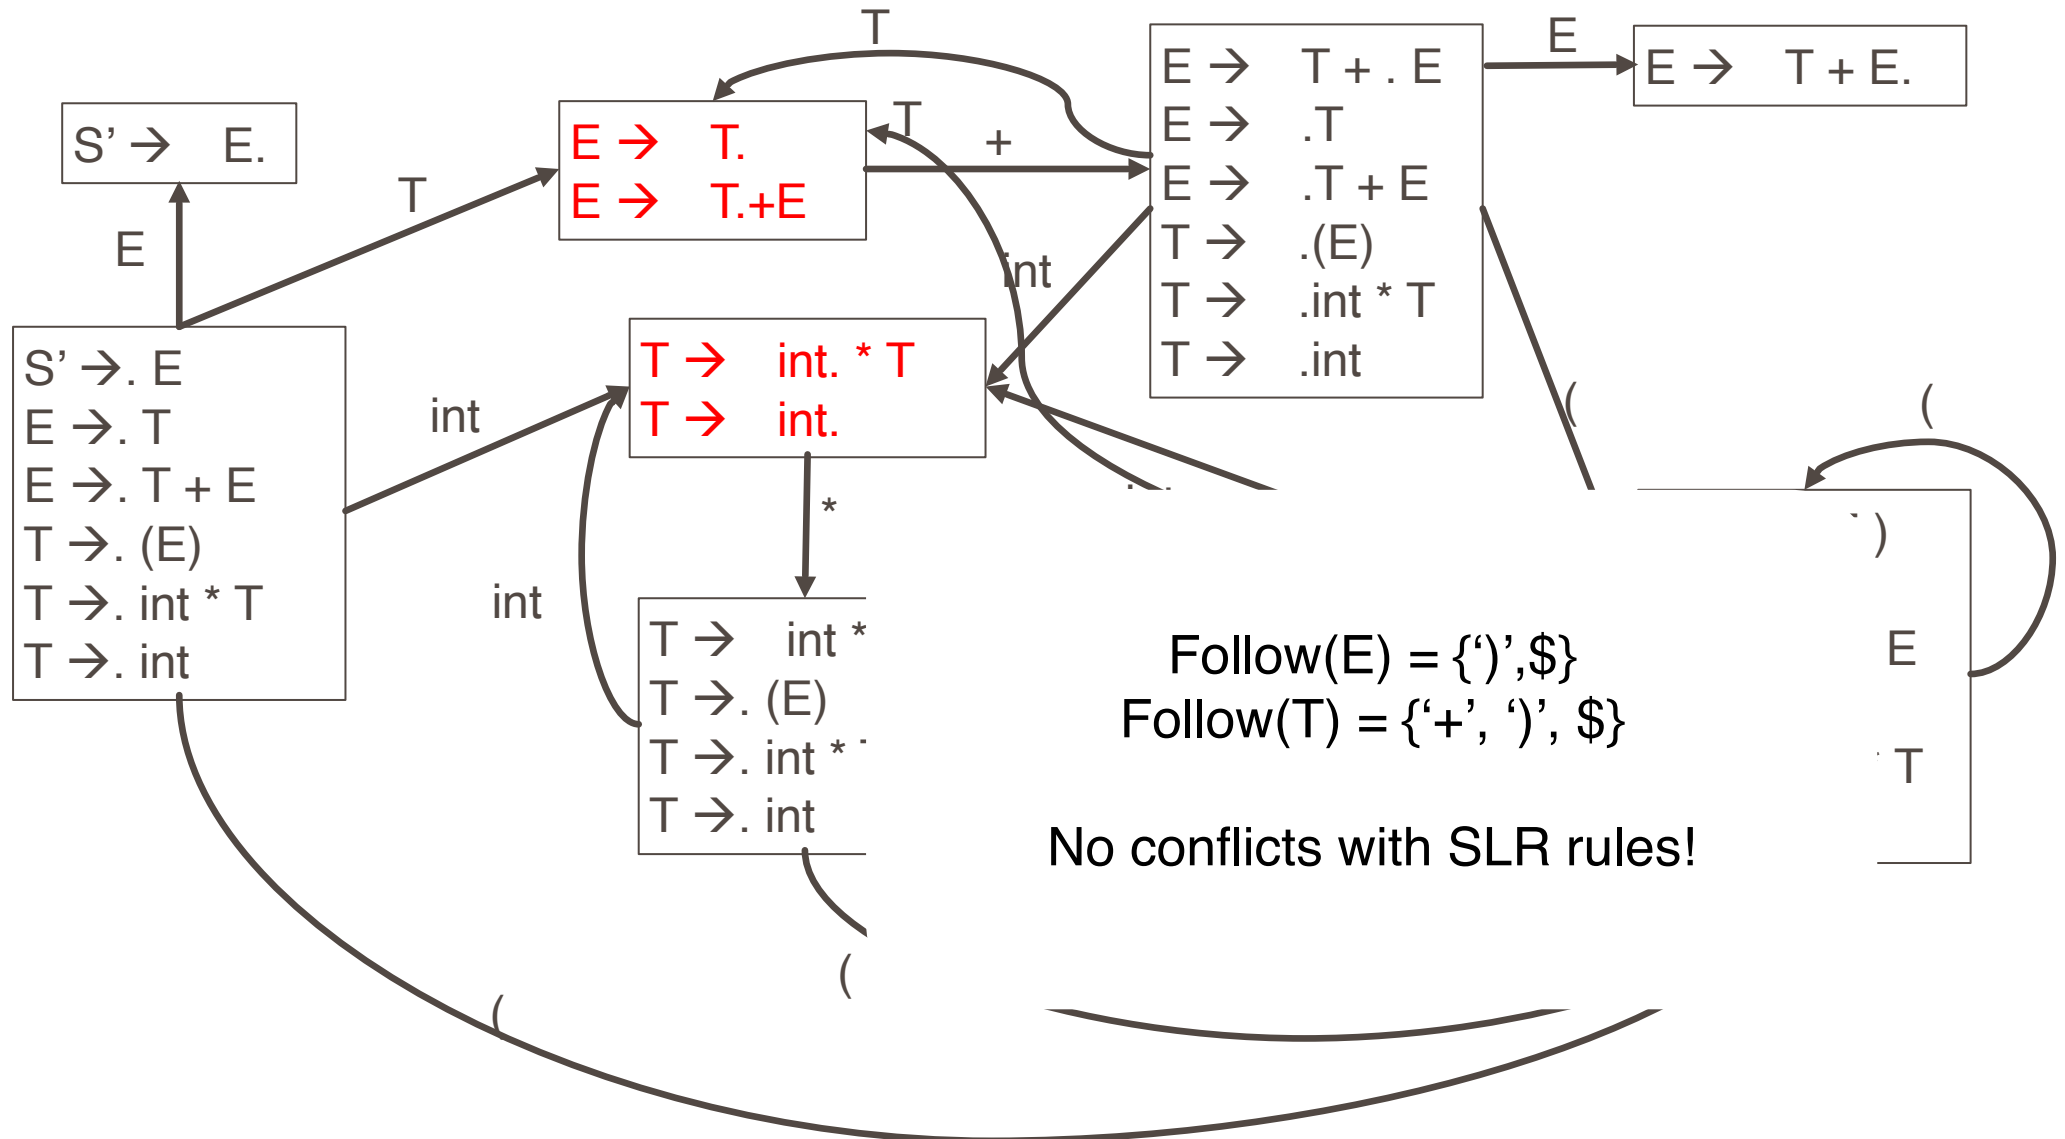 T
E → T + . E
E → .T
E → .T + E
T → .(E)
T → .int * T
T → .int
E
E → T + E.
S’ → E.
E → T.
E → T.+E
T
+
T
E
int
S’ →. E
E →. T
E →. T + E
T →. (E)
T →. int * T
T →. int
T → int. * T
T → int.
int
(
(
*
int
)
T → int *
T →. (E)
T →. int *
T →. int
E
T
Follow(E) = {‘)’,$}
Follow(T) = {‘+’, ‘)’, $}
No conflicts with SLR rules!
(
(